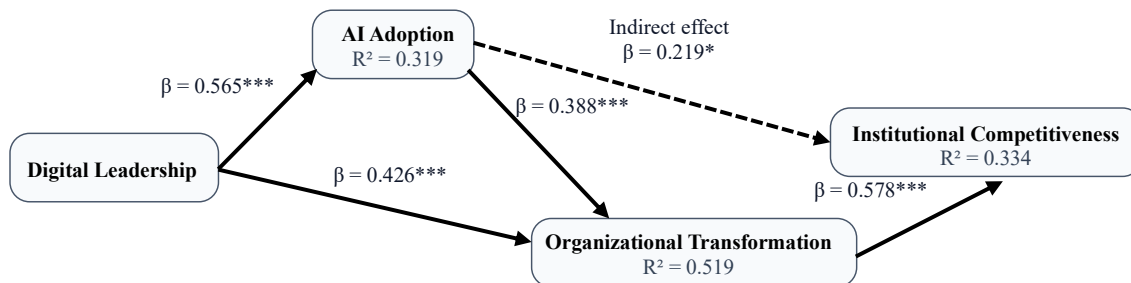 AI Adoption
R² = 0.319
Indirect effect
β = 0.219*
β = 0.565***
β = 0.388***
Institutional Competitiveness
R² = 0.334
Digital Leadership
β = 0.426***
β = 0.578***
Organizational Transformation
R² = 0.519